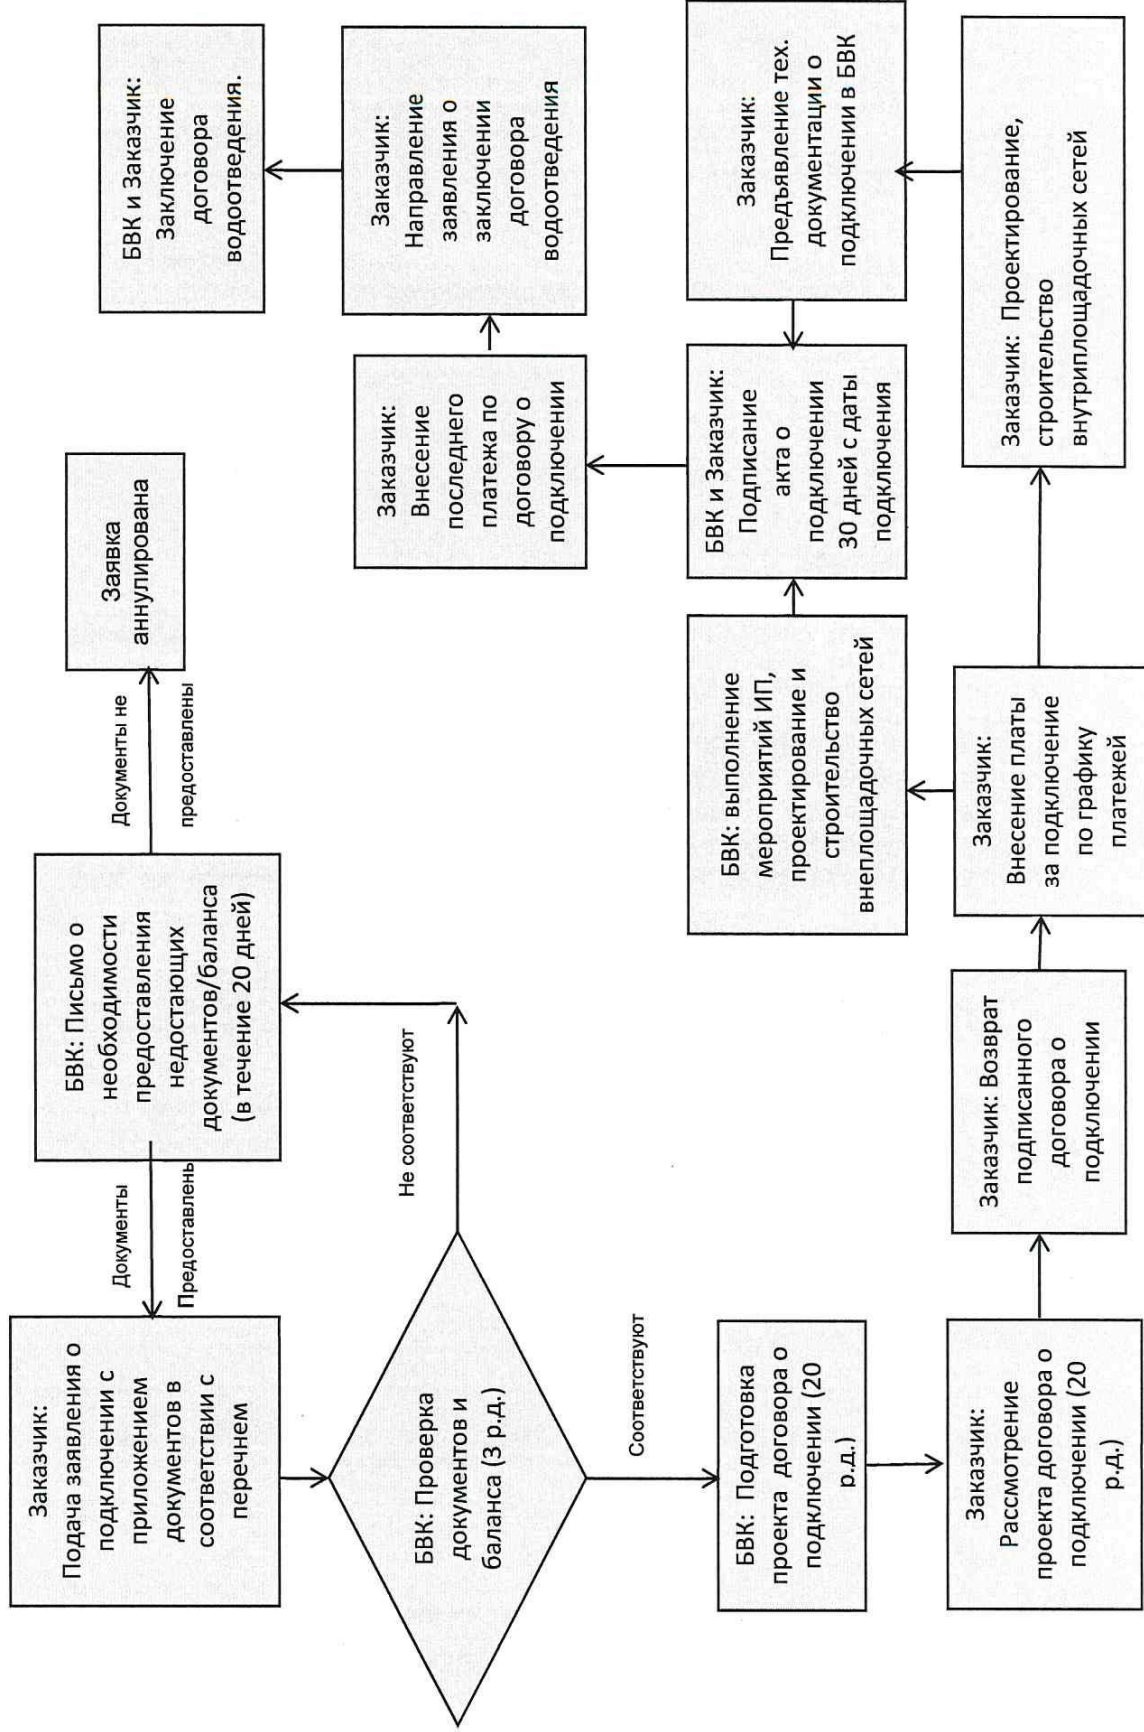 Заказчик:
Подача заявления о
подключении с
приложением
документов в
соответствии с
перечнем
Документы
Предоставлень
БВК: Письмо о
необходимости
предоставления
недостающих
документов/баланса
(в течение 20 дней)
Документы не
предоставлены
Заявка
аннулирована
БВК: Проверка
документов и
баланса (3 р.д.)
Не соответствуют
Соответствуют
БВК: Подготовка
проекта договора о
подключении (20
р.д.)
Заказчик:
Рассмотрение
проекта договора о
подключении (20
р.д.)
Заказчик: Возврат
подписанного
договора о
подключении
Заказчик:
Внесение платы
за подключение
по графику
платежей
БВК: выполнение
мероприятий ИП,
проектирование и
строительство
внеплощадочных сетей
Заказчик: Проектирование,
строительство
внутриплощадочных сетей
Заказчик:
Предъявление тех.
документации о
подключении в БВК
БВК и Заказчик:
Подписание
акта о
подключении
30 дней с даты
подключения
Заказчик:
Внесение
последнего
платежа по
договору о
подключении
Заказчик:
Направление
заявления о
заключении
договора
водоотведения
БВК и Заказчик:
Заключение
договора
водоотведения.